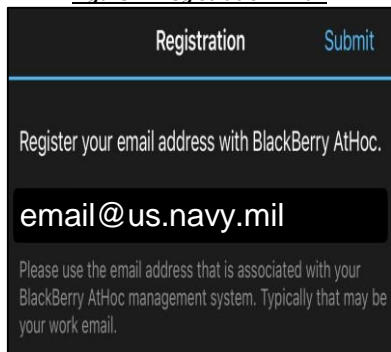 Registration Submit
Register your email address with BlackBerry AtHoc.
email@us.navy.mil
Please use the email address that is associated with your
BlackBerry AtHoc management system. Typically that may be
your work email.